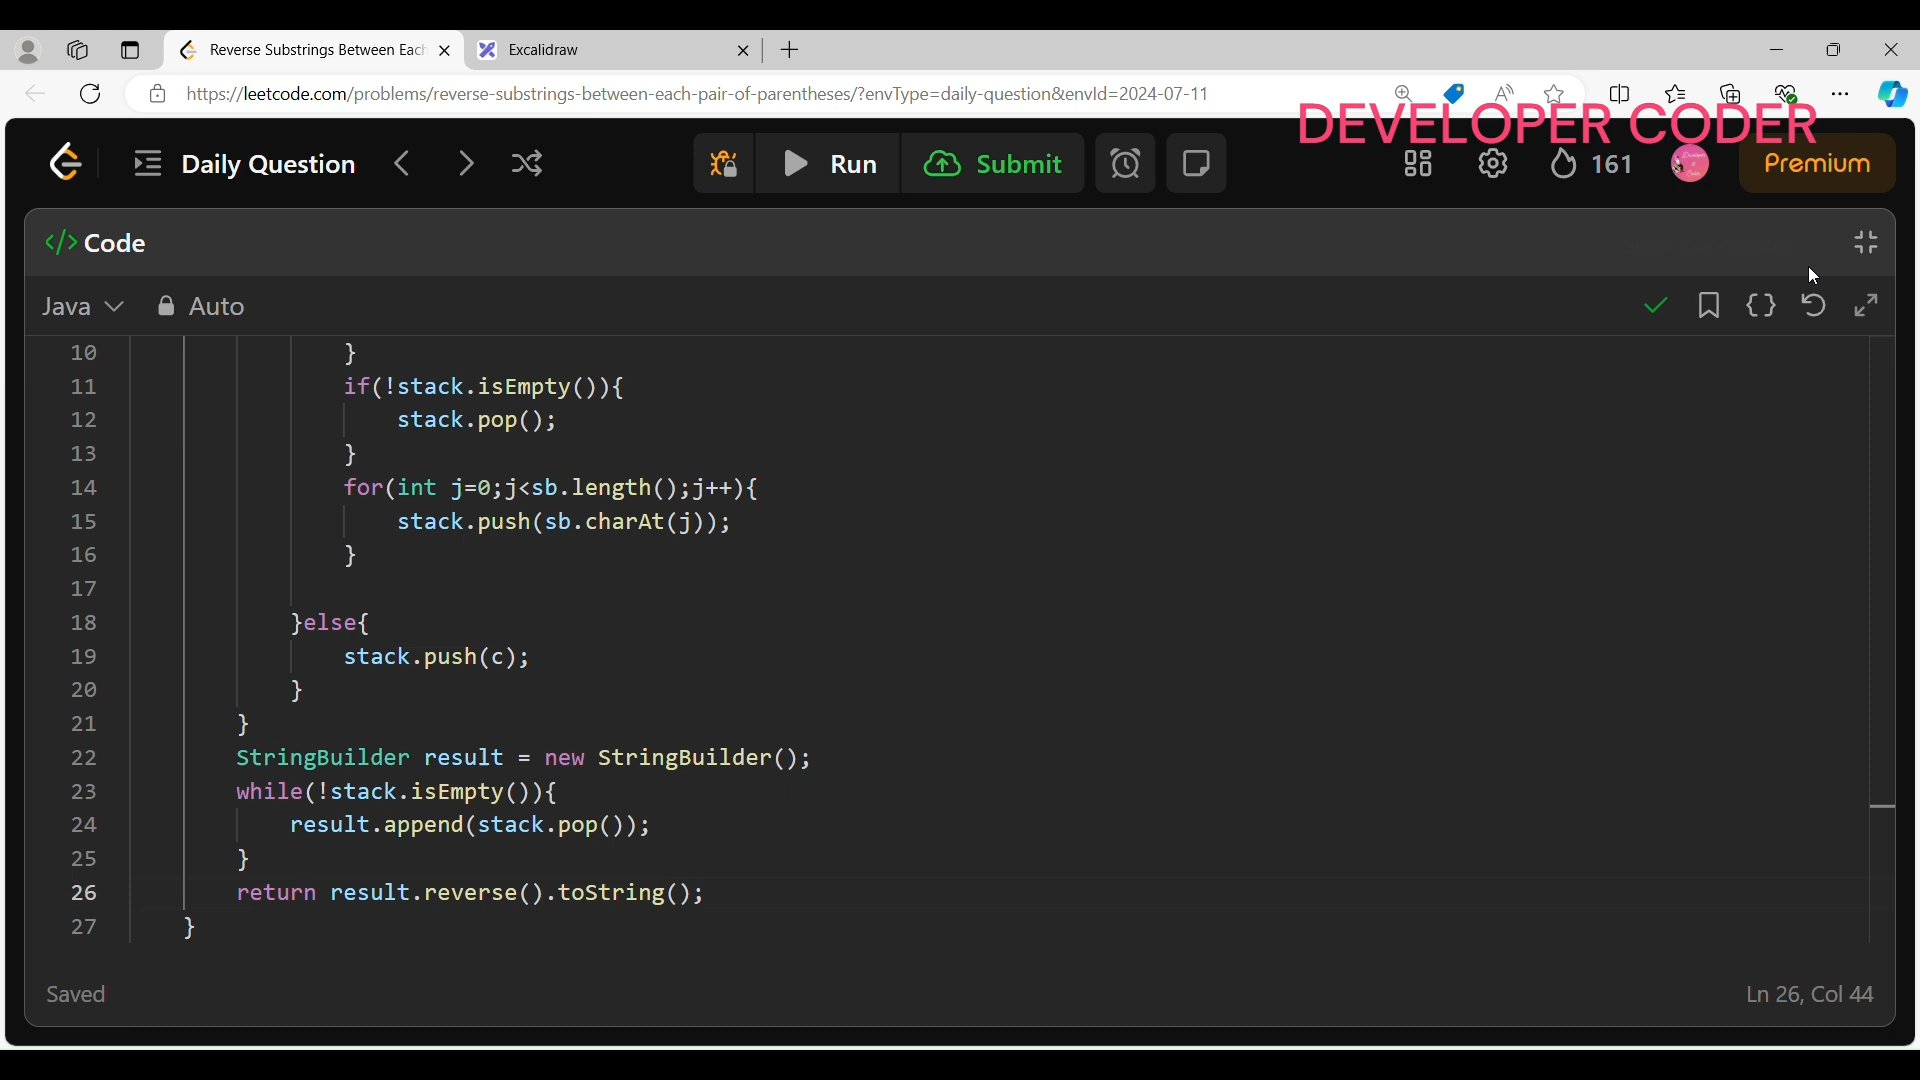 Reverse Substrings Between Each
Excalidraw
https://leetcode.com/problems/reverse-substrings-between-each-pair-of-parentheses/?envType=daily-question&envId=2024-07-11
DEVELOPER CODER
Daily Question
Run
Submit
161
Premium
</> Code
Java
Auto
10 }
11 if(!stack.isEmpty()){
12 stack.pop();
13 }
14 for(int j=0;j<sb.length();j++){
15 stack.push(sb.charAt(j));
16 }
17
18 }else{
19 stack.push(c);
20 }
21 }
22 StringBuilder result = new StringBuilder();
23 while(!stack.isEmpty()){
24 result.append(stack.pop());
25 }
26 return result.reverse().toString();
27 }
Saved
Ln 26, Col 44